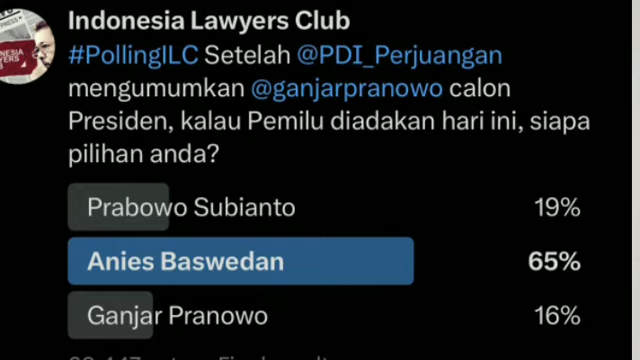 Indonesia Lawyers Club
#PollingILC Setelah @PDI_Perjuangan
mengumumkan @ganjarpranowo calon
Presiden, kalau Pemilu diadakan hari ini, siapa
pilihan anda?
Prabowo Subianto 19%
Anies Baswedan 65%
Ganjar Pranowo 16%